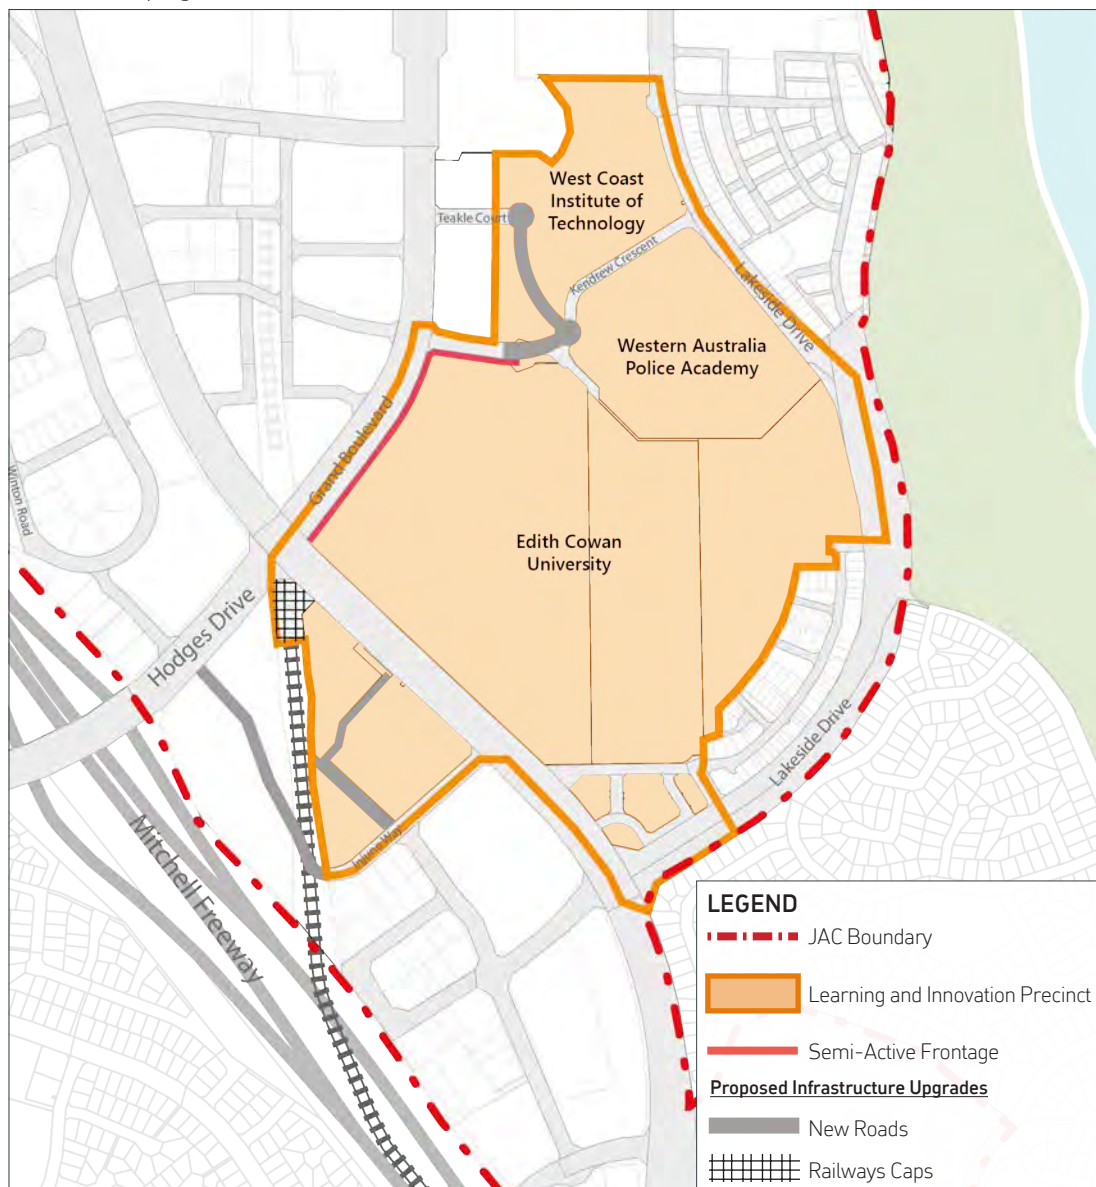 West Coast
Institute of
Technology
Teakle Court
Kendrew Crescent
Lakeside Drive
Western Australia
Police Academy
Grand Boulevard
Winton Road
Edith Cowan
University
Hodges Drive
Lakeside Drive
Injune Way
Mitchell Freeway
LEGEND
JAC Boundary
Learning and Innovation Precinct
Semi-Active Frontage
Proposed Infrastructure Upgrades
New Roads
Railways Caps